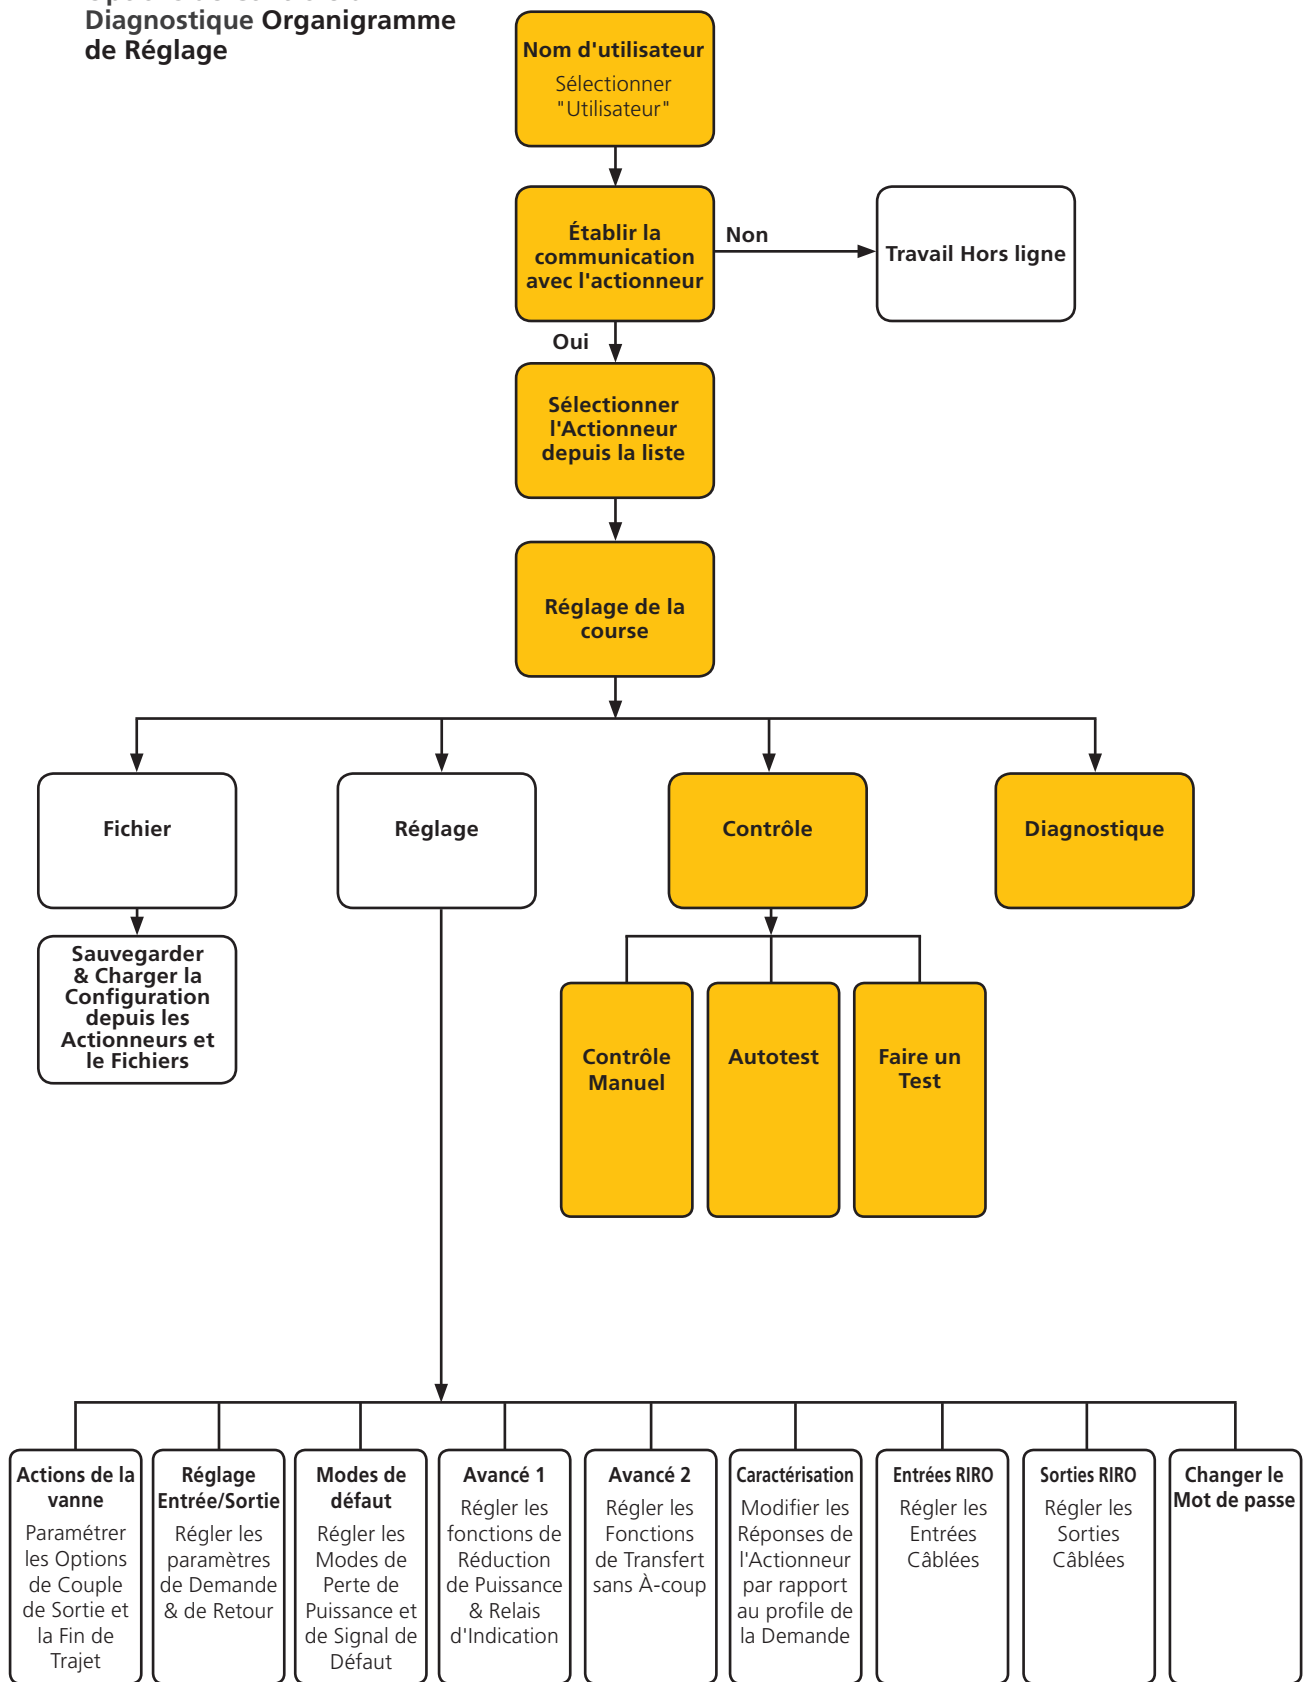 Diagnostique Organigramme
de Réglage
Nom d'utilisateur
Sélectionner
"Utilisateur"
Établir la
communication
avec l'actionneur
Non
Travail Hors ligne
Oui
Sélectionner
l'Actionneur
depuis la liste
Réglage de la
course
Fichier
Réglage
Contrôle
Diagnostique
Sauvegarder
& Charger la
Configuration
depuis les
Actionneurs et
le Fichiers
Contrôle
Manuel
Autotest
Faire un
Test
Actions de la
vanne
Paramétrer
les Options
de Couple
de Sortie et
la Fin de
Trajet
Réglage
Entrée/Sortie
Régler les
paramètres
de Demande
& de Retour
Modes de
défaut
Régler les
Modes de
Perte de
Puissance et
de Signal de
Défaut
Avancé 1
Régler les
fonctions de
Réduction
de Puissance
& Relais
d'Indication
Avancé 2
Régler les
Fonctions
de Transfert
sans À-coup
Caractérisation
Modifier les
Réponses de
l'Actionneur
par rapport
au profile de
la Demande
Entrées RIRO
Régler les
Entrées
Câblées
Sorties RIRO
Régler les
Sorties
Câblées
Changer le
Mot de passe